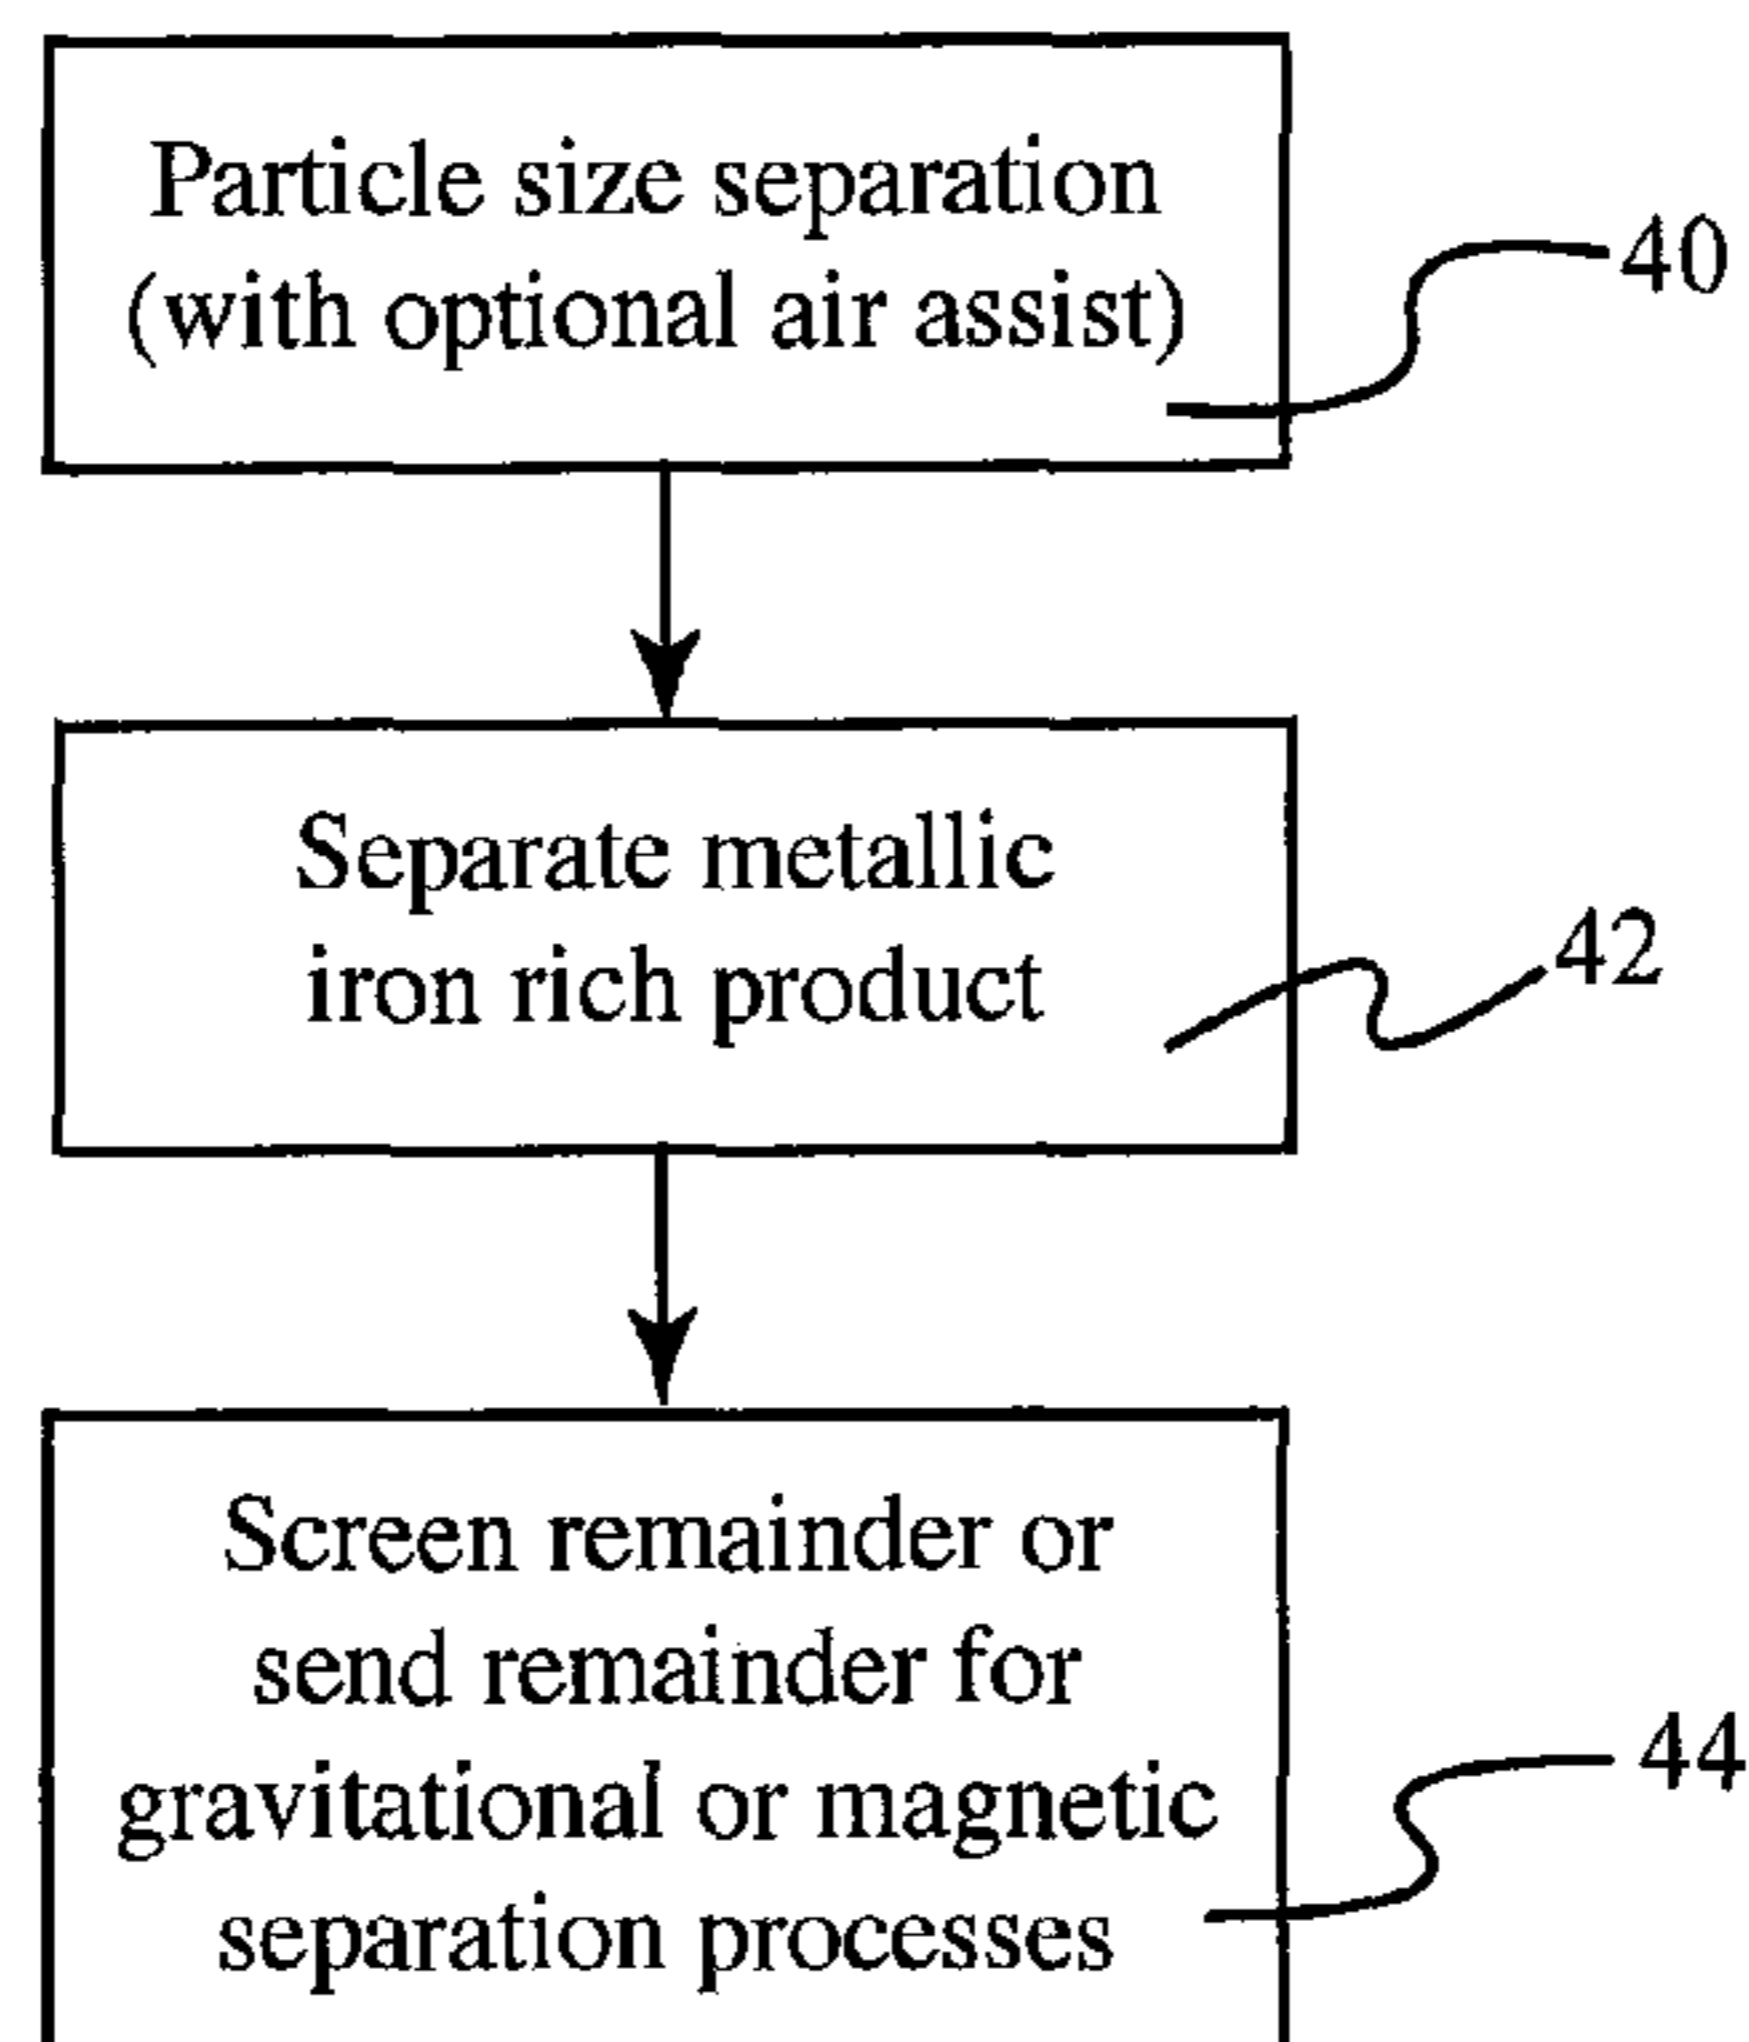 Particle size separation
(with optional air assist)
40
Separate metallic
iron rich product
42
Screen remainder or
send remainder for
gravitational or magnetic
separation processes
44